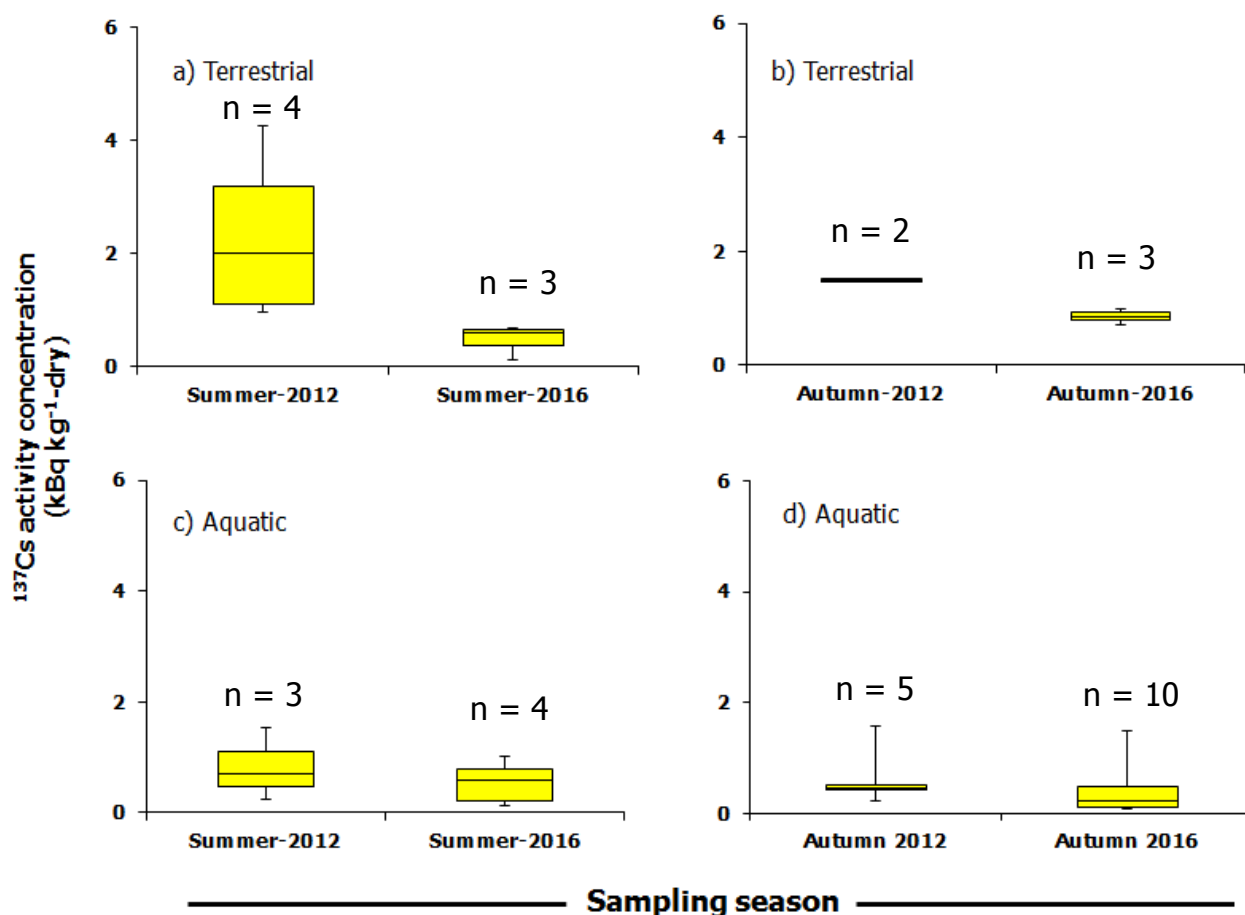 ¹³⁷Cs activity concentration
(kBq kg⁻¹-dry)
6
4
2
0
a) Terrestrial
n = 4
n = 3
Summer-2012
Summer-2016
6
4
2
0
b) Terrestrial
n = 2
n = 3
Autumn-2012
Autumn-2016
6
4
2
0
c) Aquatic
n = 3
n = 4
Summer-2012
Summer-2016
6
4
2
0
d) Aquatic
n = 5
n = 10
Autumn 2012
Autumn 2016
Sampling season